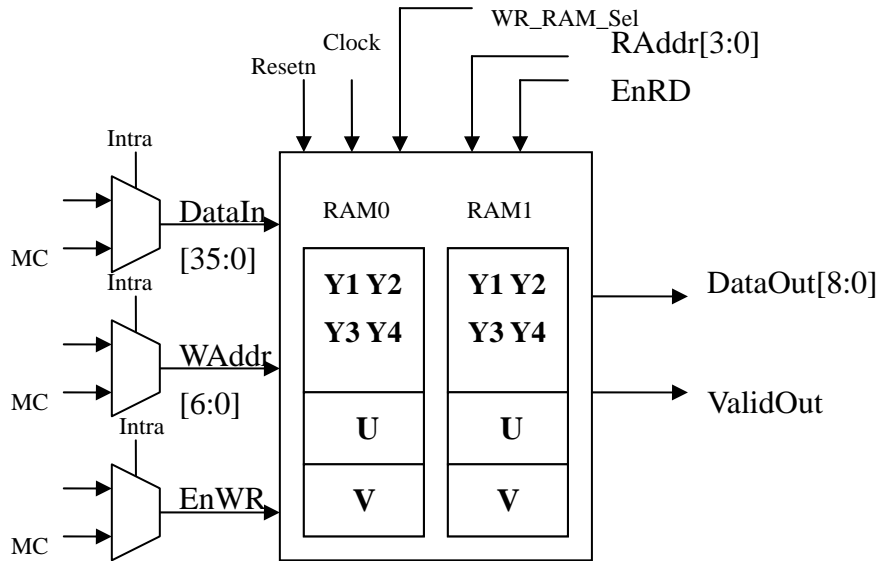 WR_RAM_Sel
Clock
RAddr[3:0]
Resetn
EnRD
Intra
DataIn
RAM0
RAM1
MC
[35:0]
Y1 Y2
Y1 Y2
DataOut[8:0]
Intra
Y3 Y4
Y3 Y4
WAddr
MC
[6:0]
ValidOut
Intra
U
U
EnWR
V
V
MC